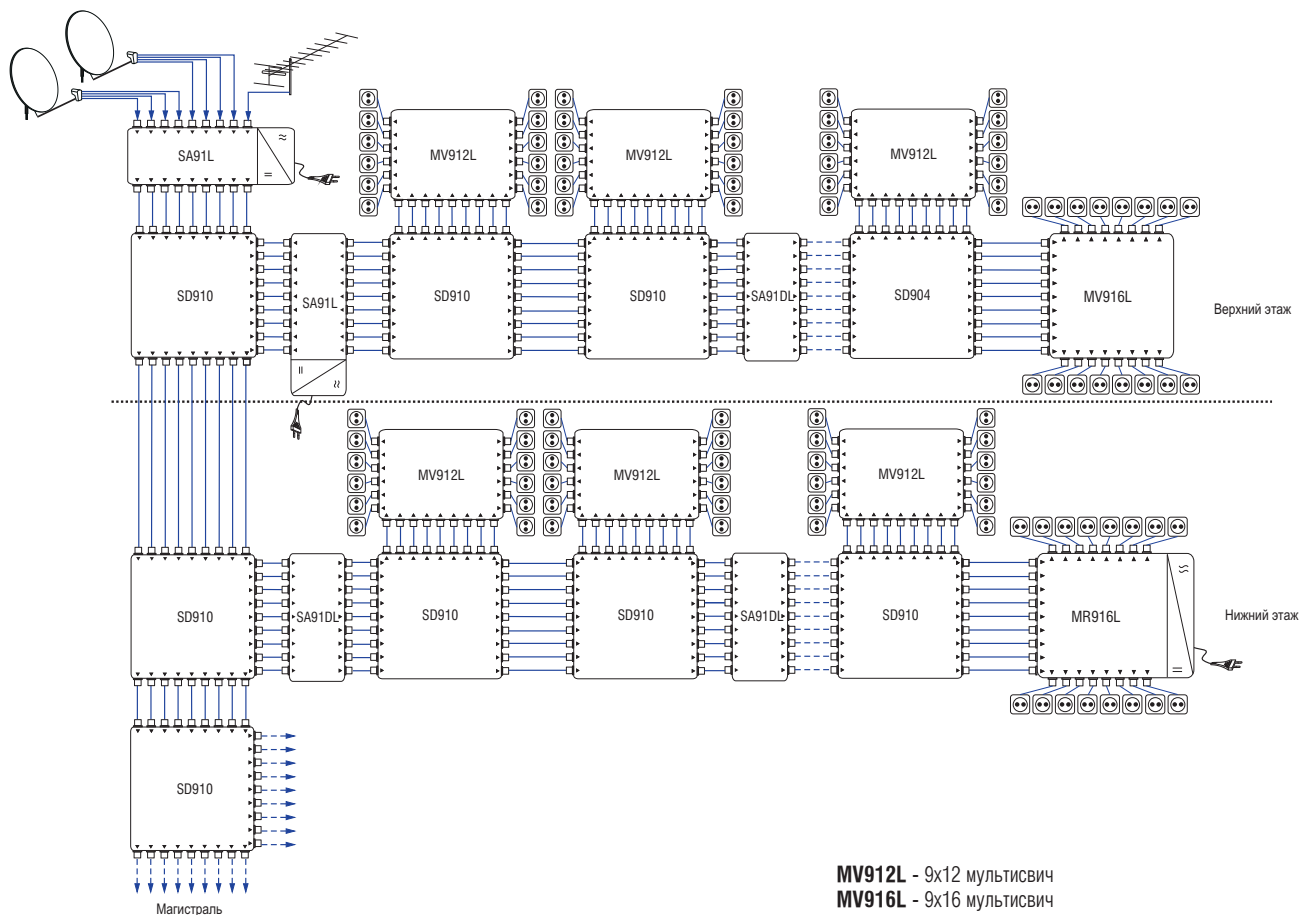 SA91L
MV912L
MV912L
MV912L
SD910
SA91L
SD910
SD910
SA91DL
SD904
MV916L
Верхний этаж
MV912L
MV912L
MV912L
SD910
SA91DL
SD910
SD910
SA91DL
SD910
MR916L
Нижний этаж
SD910
Магистраль
MV912L - 9x12 мультисвич
MV916L - 9x16 мультисвич